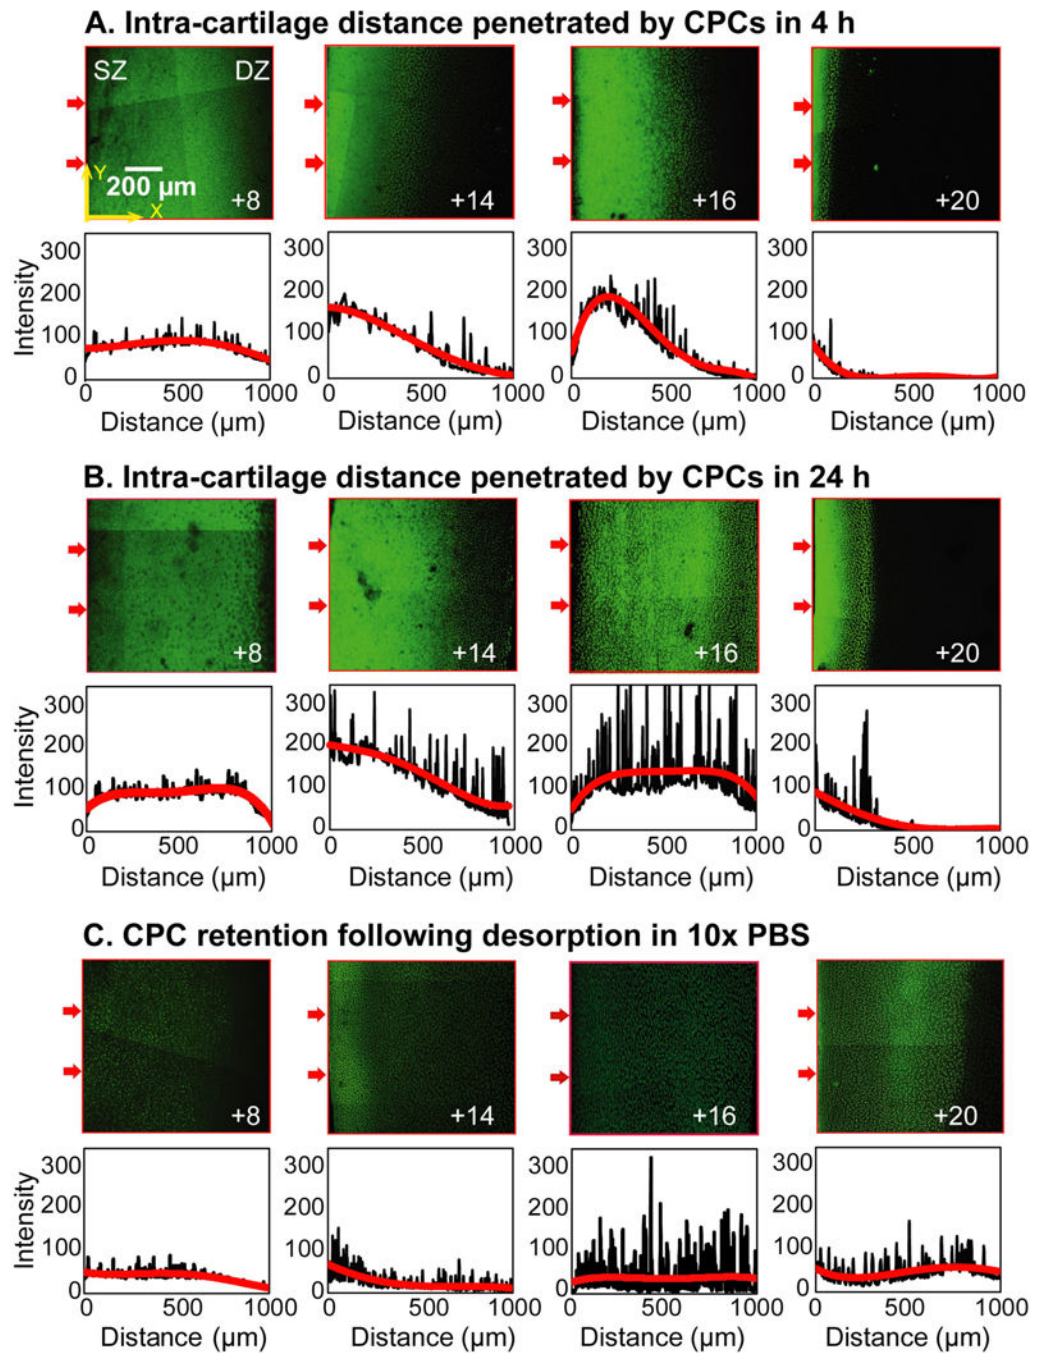 A. Intra-cartilage distance penetrated by CPCs in 4 h
SZ DZ
Y
200 µm
X
+8 +14 +16 +20
Intensity
300 300 300 300
200 200 200 200
100 100 100 100
0 0 0 0
0 500 1000 0 500 1000 0 500 1000 0 500 1000
Distance (µm) Distance (µm) Distance (µm) Distance (µm)
B. Intra-cartilage distance penetrated by CPCs in 24 h
+8 +14 +16 +20
Intensity
300 300 300 300
200 200 200 200
100 100 100 100
0 0 0 0
0 500 1000 0 500 1000 0 500 1000 0 500 1000
Distance (µm) Distance (µm) Distance (µm) Distance (µm)
C. CPC retention following desorption in 10x PBS
+8 +14 +16 +20
Intensity
300 300 300 300
200 200 200 200
100 100 100 100
0 0 0 0
0 500 1000 0 500 1000 0 500 1000 0 500 1000
Distance (µm) Distance (µm) Distance (µm) Distance (µm)